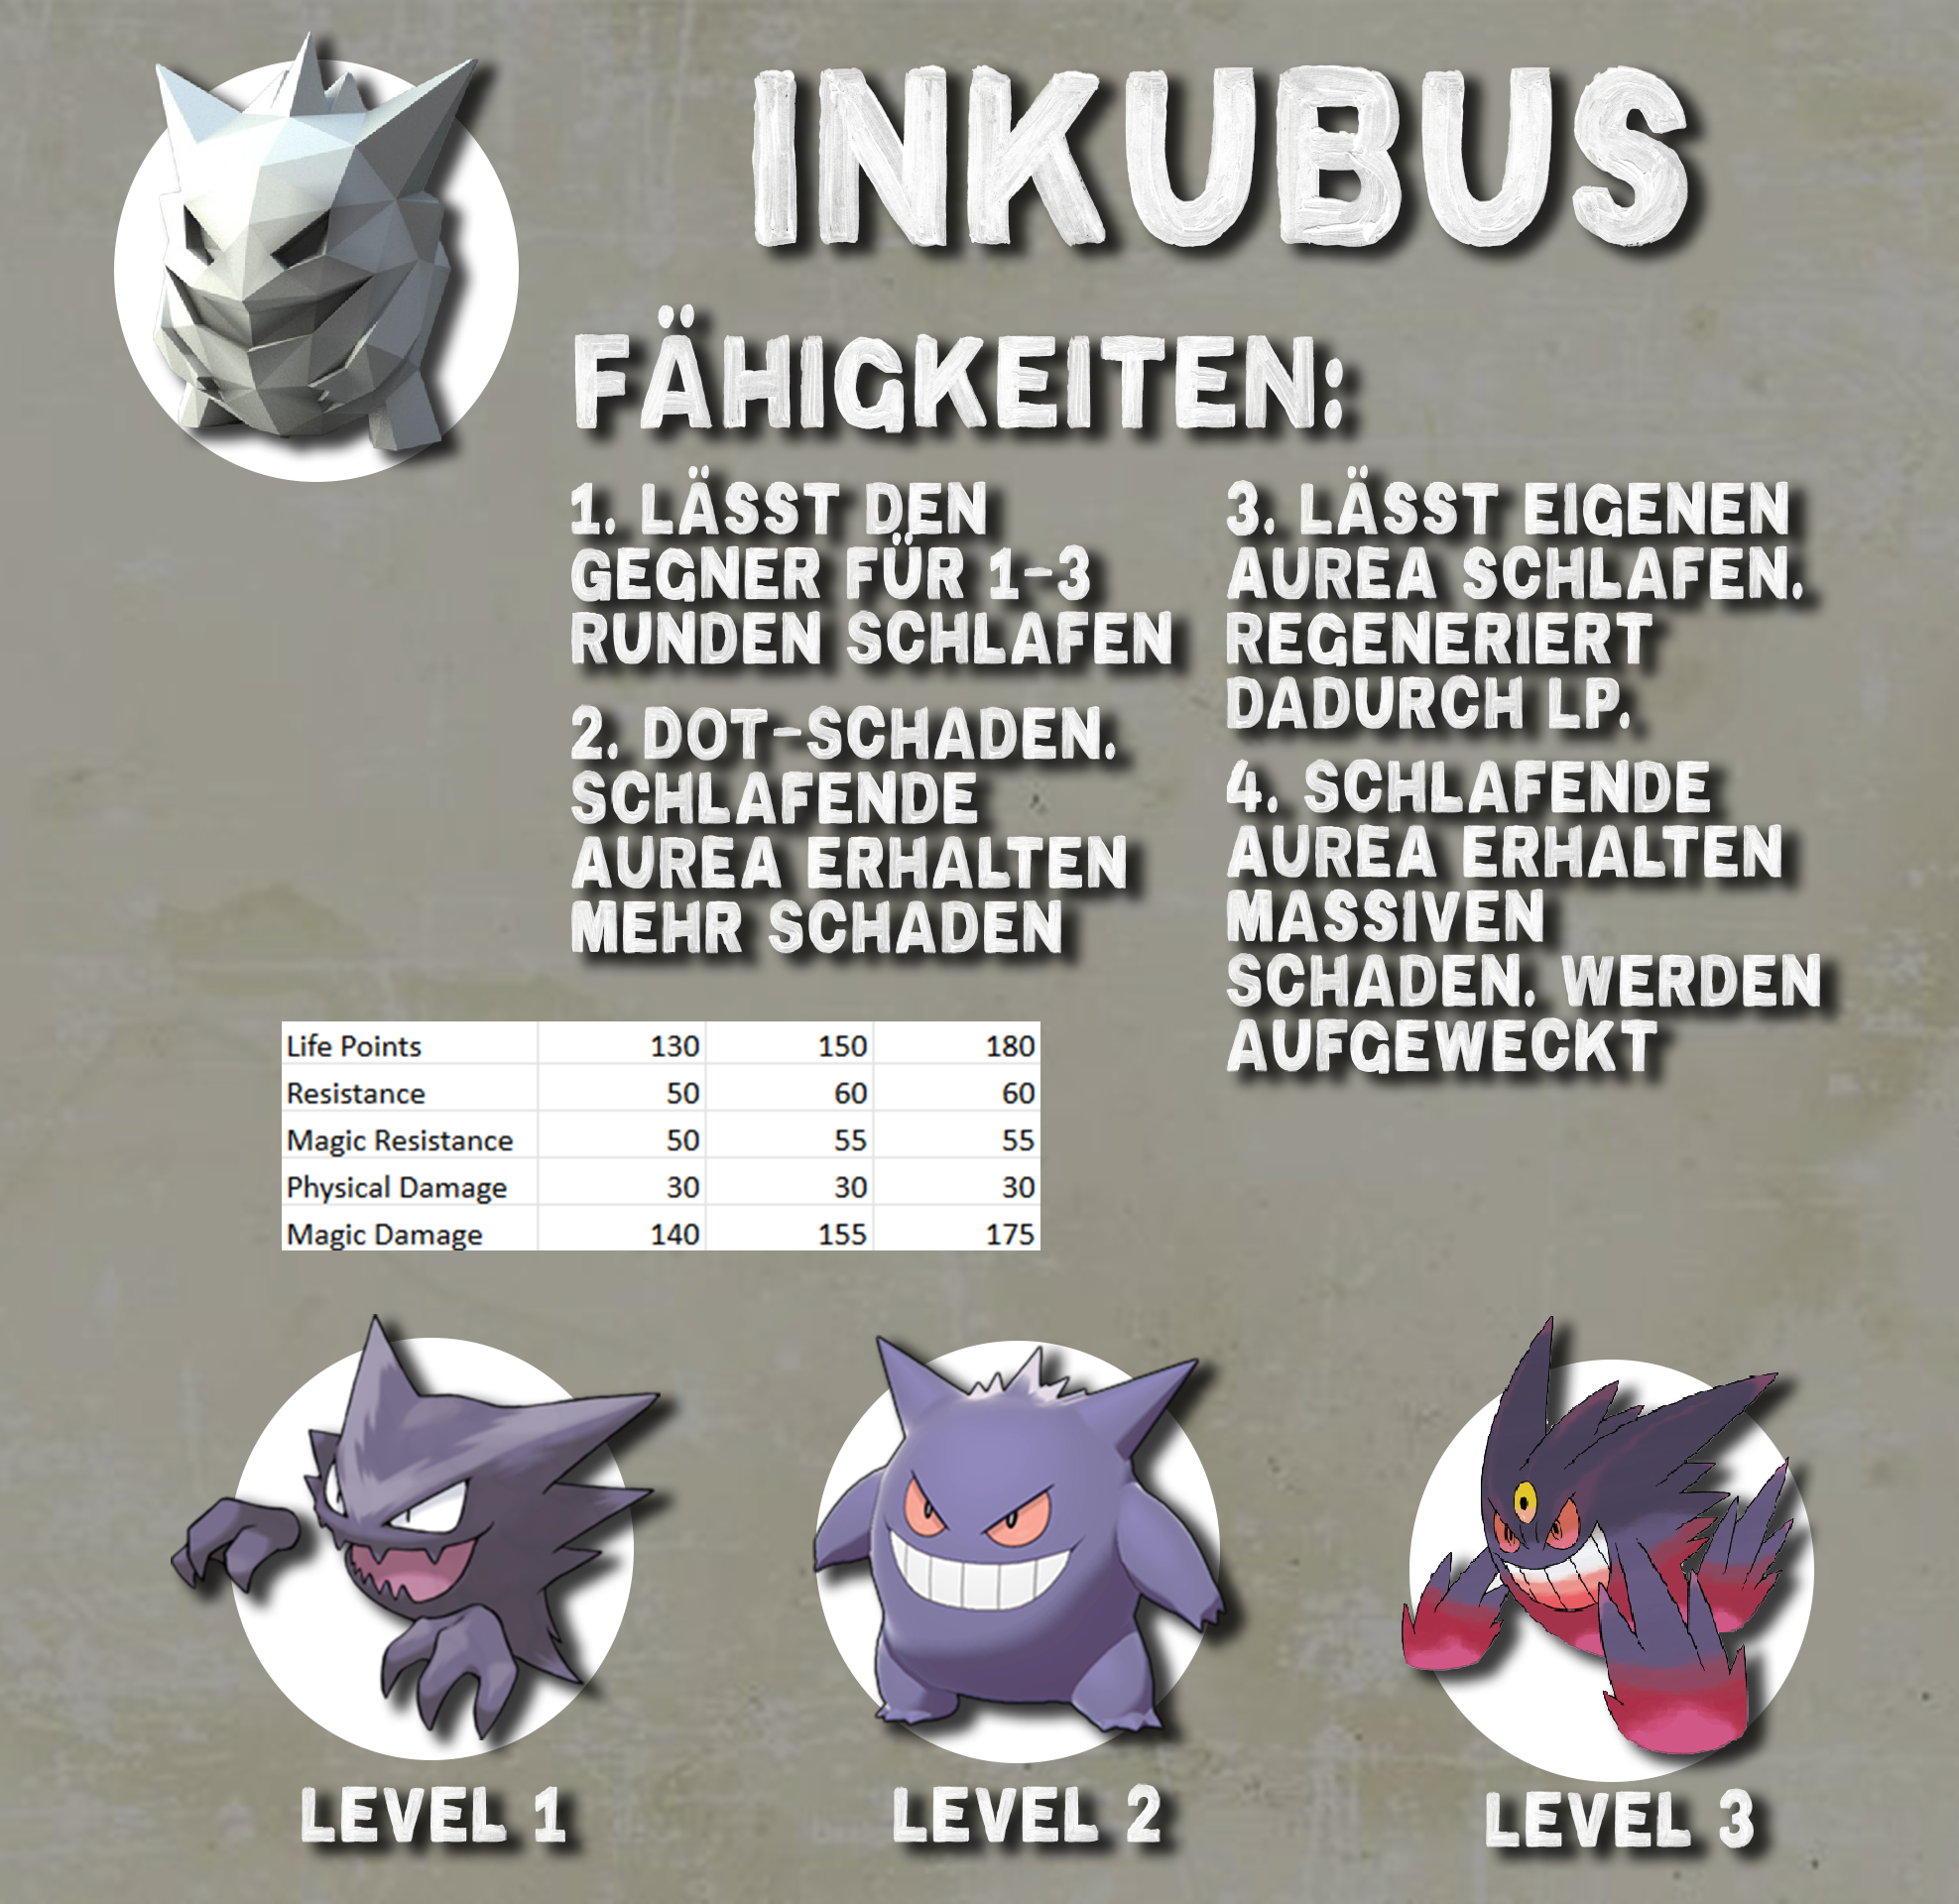 INKUBUS
FÄHIGKEITEN:
1. LÄSST DEN
GEGNER FÜR 1-3
RUNDEN SCHLAFEN
2. DOT-SCHADEN.
SCHLAFENDE
AUREA ERHALTEN
MEHR SCHADEN
3. LÄSST EIGENEN
AUREA SCHLAFEN.
REGENERIERT
DADURCH LP.
4. SCHLAFENDE
AUREA ERHALTEN
MASSIVEN
SCHADEN. WERDEN
AUFGEWECKT
Life Points 130 150 180
Resistance 50 60 60
Magic Resistance 50 55 55
Physical Damage 30 30 30
Magic Damage 140 155 175
LEVEL 1
LEVEL 2
LEVEL 3